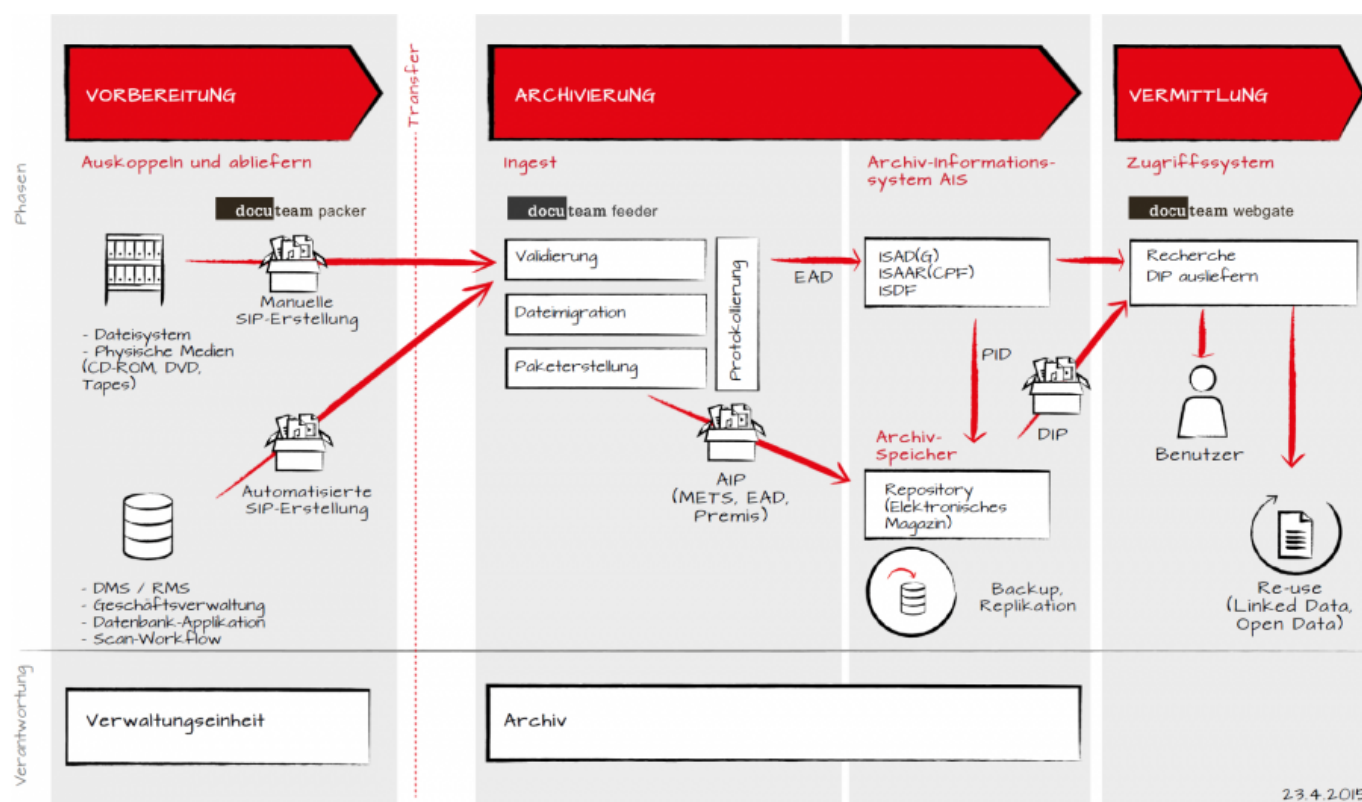 Phasen
VORBEREITUNG
Auskoppeln und abliefern
docuteam packer
Manuelle
SIP-Erstellung
- Dateisystem
- Physische Medien
(CD-ROM, DVD,
Tapes)
Automatisierte
SIP-Erstellung
- DMS / RMS
- Geschäftsverwaltung
- Datenbank-Applikation
- Scan-Workflow
Transfer
ARCHIVIERUNG
Ingest
docuteam feeder
Validierung
Dateimigration
Paketerstellung
Protokollierung
EAD
AIP
(METS, EAD,
Premis)
Archiv-Informations-
system AIS
ISAD(G)
ISAAR(CPF)
ISDF
PID
DIP
Archiv-
Speicher
Repository
(Elektronisches
Magazin)
Backup,
Replikation
VERMITTLUNG
Zugriffssystem
docuteam webgate
Recherche
DIP ausliefern
Benutzer
Re-use
(Linked Data,
Open Data)
Verantwortung
Verwaltungseinheit
Archiv
23.4.2015